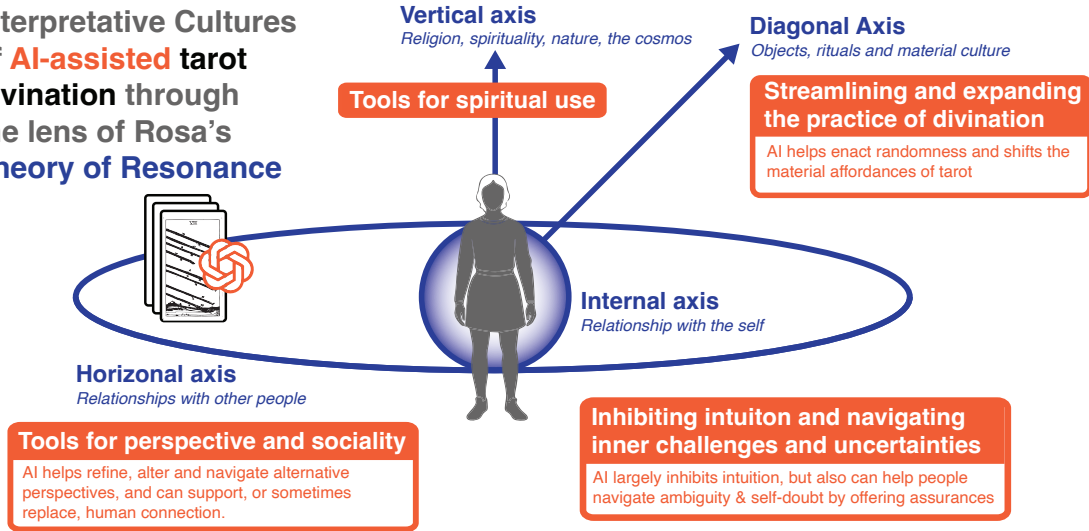 terpretative Cultures
AI-assisted tarot
vination through
e lens of Rosa's
heory of Resonance
Vertical axis
Religion, spirituality, nature, the cosmos
Tools for spiritual use
Diagonal Axis
Objects, rituals and material culture
Streamlining and expanding
the practice of divination
AI helps enact randomness and shifts the
material affordances of tarot
Internal axis
Relationship with the self
Horizonal axis
Relationships with other people
Tools for perspective and sociality
AI helps refine, alter and navigate alternative
perspectives, and can support, or sometimes
replace, human connection.
Inhibiting intuiton and navigating
inner challenges and uncertainties
AI largely inhibits intuition, but also can help people
navigate ambiguity & self-doubt by offering assurances